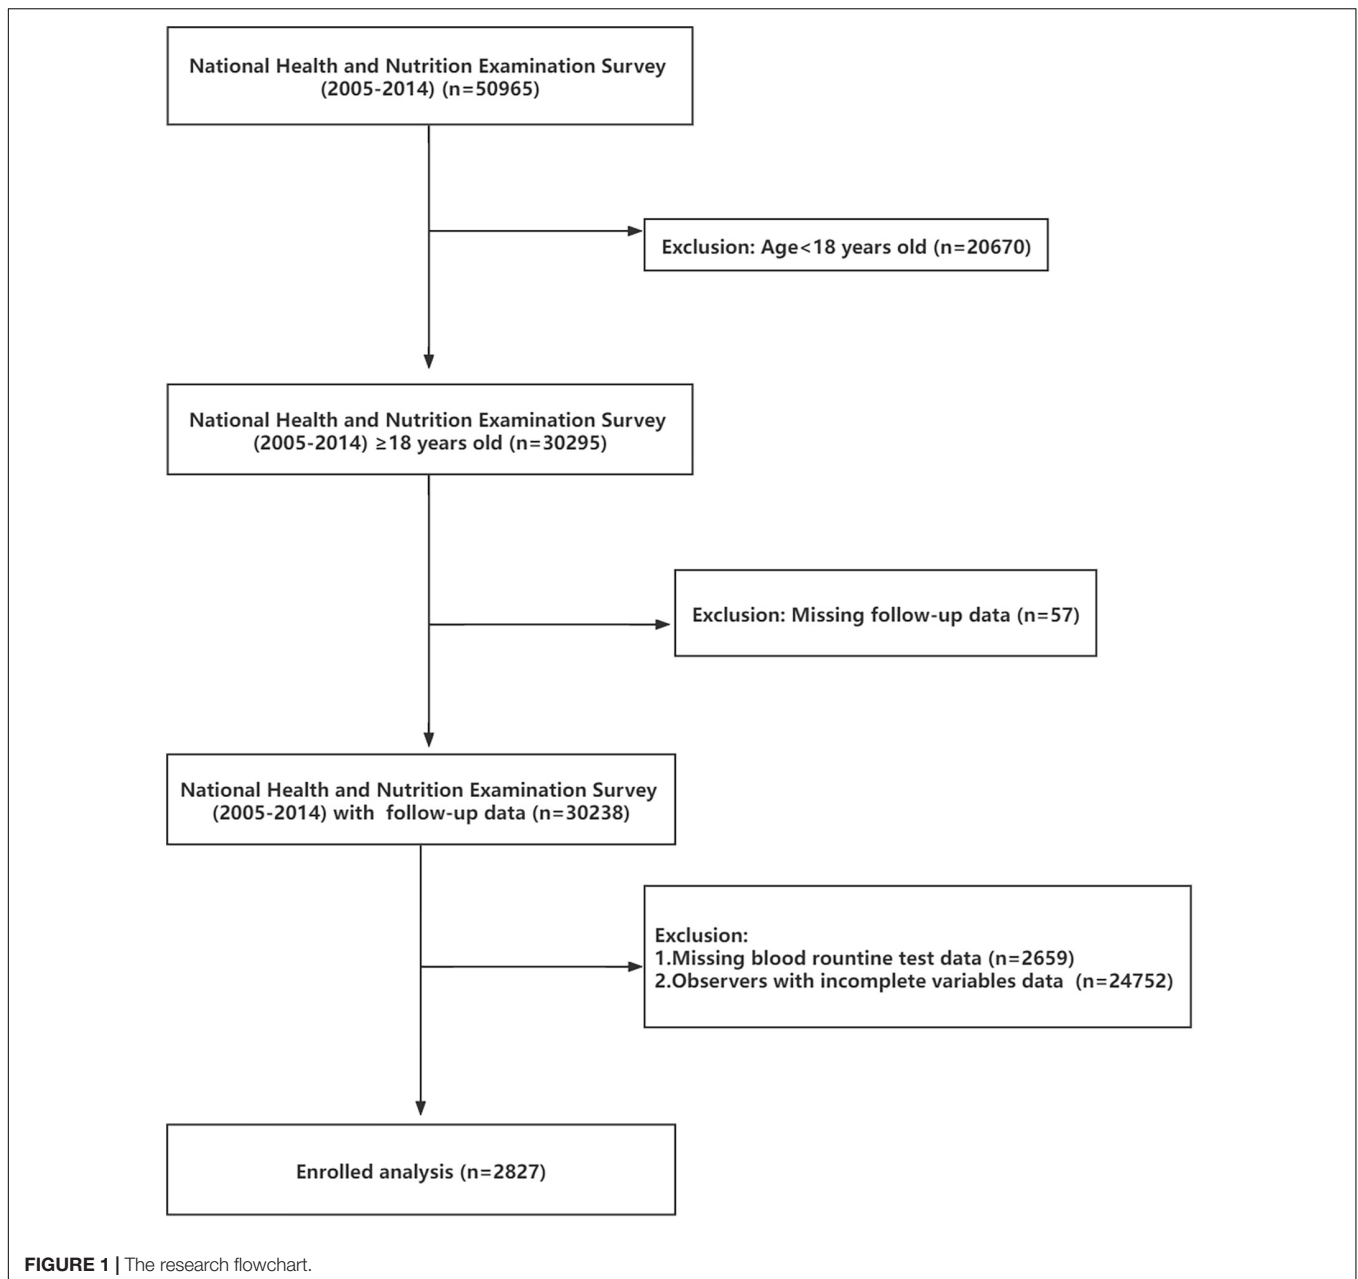 National Health and Nutrition Examination Survey
(2005-2014) (n=50965)
Exclusion: Age<18 years old (n=20670)
National Health and Nutrition Examination Survey
(2005-2014) ≥18 years old (n=30295)
Exclusion: Missing follow-up data (n=57)
National Health and Nutrition Examination Survey
(2005-2014) with  follow-up data (n=30238)
Exclusion:
1.Missing blood rountine test data (n=2659)
2.Observers with incomplete variables data  (n=24752)
Enrolled analysis (n=2827)
FIGURE 1 | The research flowchart.